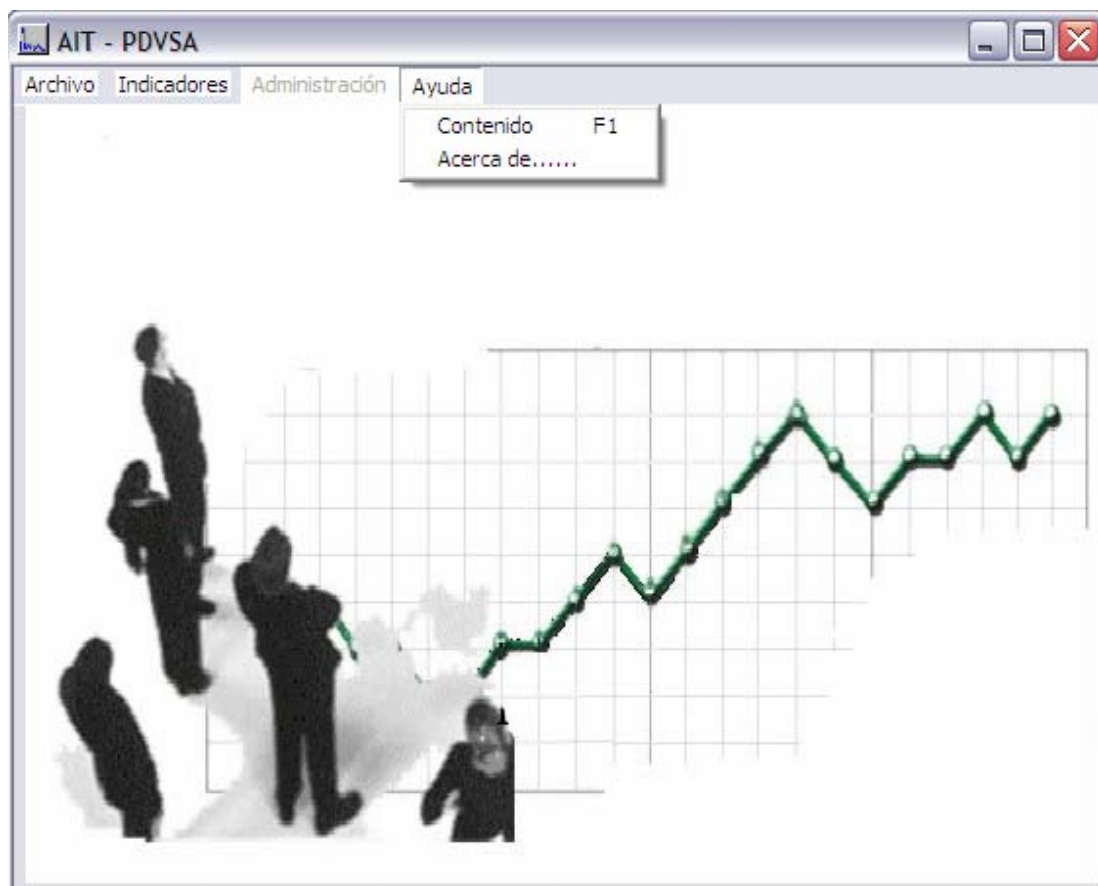 AIT - PDVSA
Archivo Indicadores Administración Ayuda
Contenido F1
Acerca de......